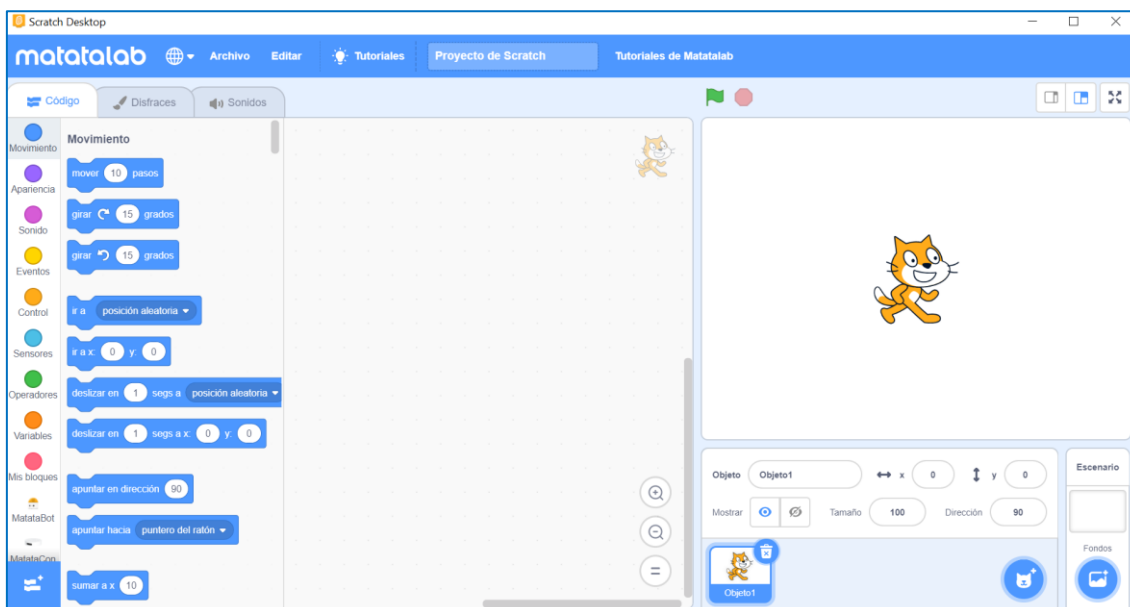 Scratch Desktop
matatalab Archivo Editar Tutoriales Proyecto de Scratch Tutoriales de Matatalab
Código Disfraces Sonidos
Movimiento
Apariencia
Sonido
Eventos
Control
Sensores
Operadores
Variables
Mis bloques
MatataBot
MatataCon
Movimiento
mover 10 pasos
girar 15 grados
girar 15 grados
ir a posición aleatoria
ir a x: 0 y: 0
deslizar en 1 segs a posición aleatoria
deslizar en 1 segs a x: 0 y: 0
apuntar en dirección 90
apuntar hacia puntero del ratón
sumar a x 10
Objeto Objeto1 x 0 y 0
Mostrar Tamaño 100 Dirección 90
Objeto1
Escenario
Fondos